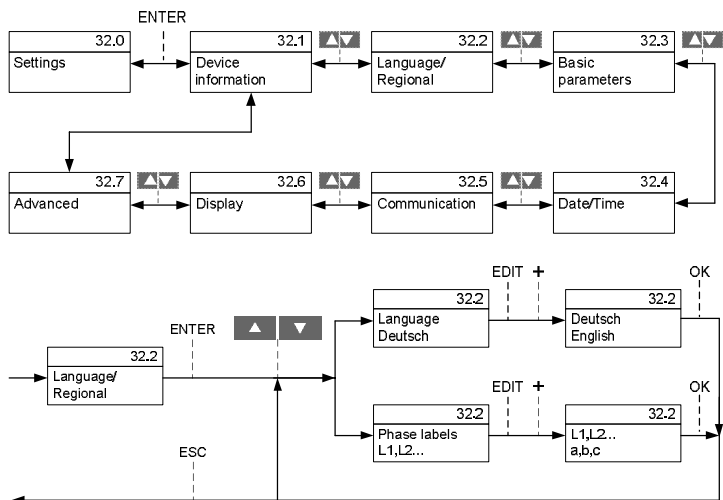 ENTER
32.0
Settings
32.1
Device
information
32.2
Language/
Regional
32.3
Basic
parameters
32.7
Advanced
32.6
Display
32.5
Communication
32.4
Date/Time
32.2
Language/
Regional
ENTER
32.2
Language
Deutsch
EDIT +
32.2
Deutsch
English
OK
32.2
Phase labels
L1,L2...
EDIT +
32.2
L1,L2...
a,b,c
OK
ESC